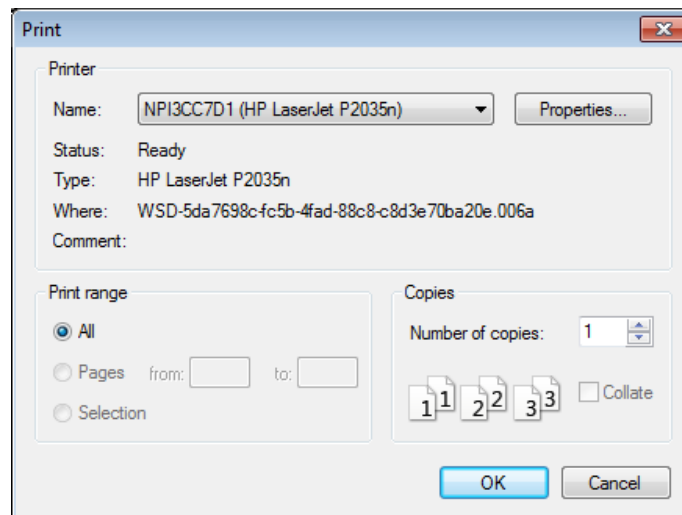 Print
Printer
Name: NPI3CC7D1 (HP LaserJet P2035n) Properties...
Status: Ready
Type: HP LaserJet P2035n
Where: WSD-5da7698c-fc5b-4fad-88c8-c8d3e70ba20e.006a
Comment:
Print range
All
Pages from: to:
Selection
Copies
Number of copies: 1
1 1 2 2 3 3 Collate
OK Cancel